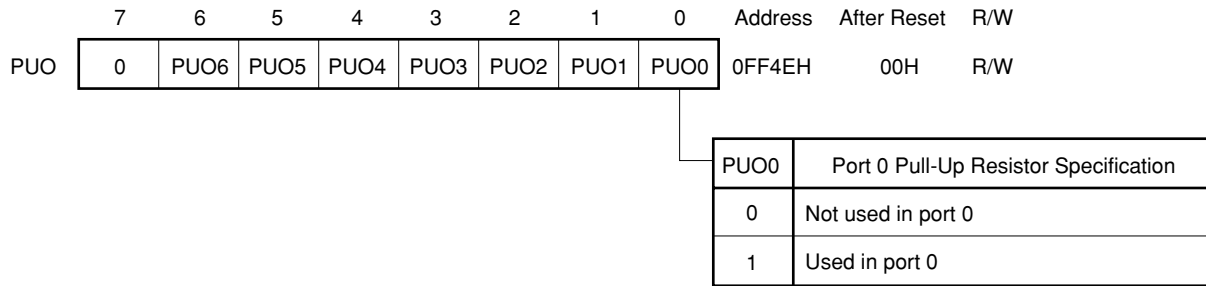 7 6 5 4 3 2 1 0 Address After Reset R/W
PUO 0 PUO6 PUO5 PUO4 PUO3 PUO2 PUO1 PUO0 0FF4EH 00H R/W
PUO0 Port 0 Pull-Up Resistor Specification
0 Not used in port 0
1 Used in port 0